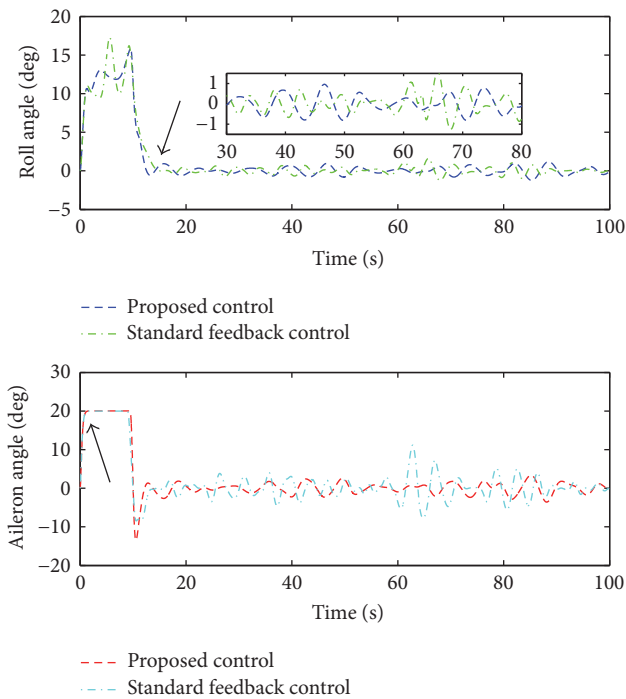 20
15
10
5
0
−5
Roll angle (deg)
1
0
−1
30 40 50 60 70 80
0 20 40 60 80 100
Time (s)
Proposed control
Standard feedback control
30
20
10
0
−10
−20
Aileron angle (deg)
0 20 40 60 80 100
Time (s)
Proposed control
Standard feedback control